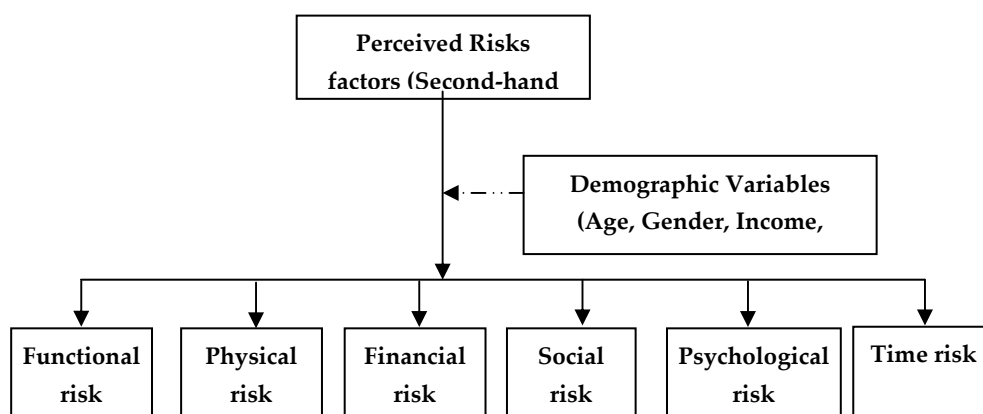 Perceived Risks
factors (Second-hand
Demographic Variables
(Age, Gender, Income,
Functional
risk
Physical
risk
Financial
risk
Social
risk
Psychological
risk
Time risk